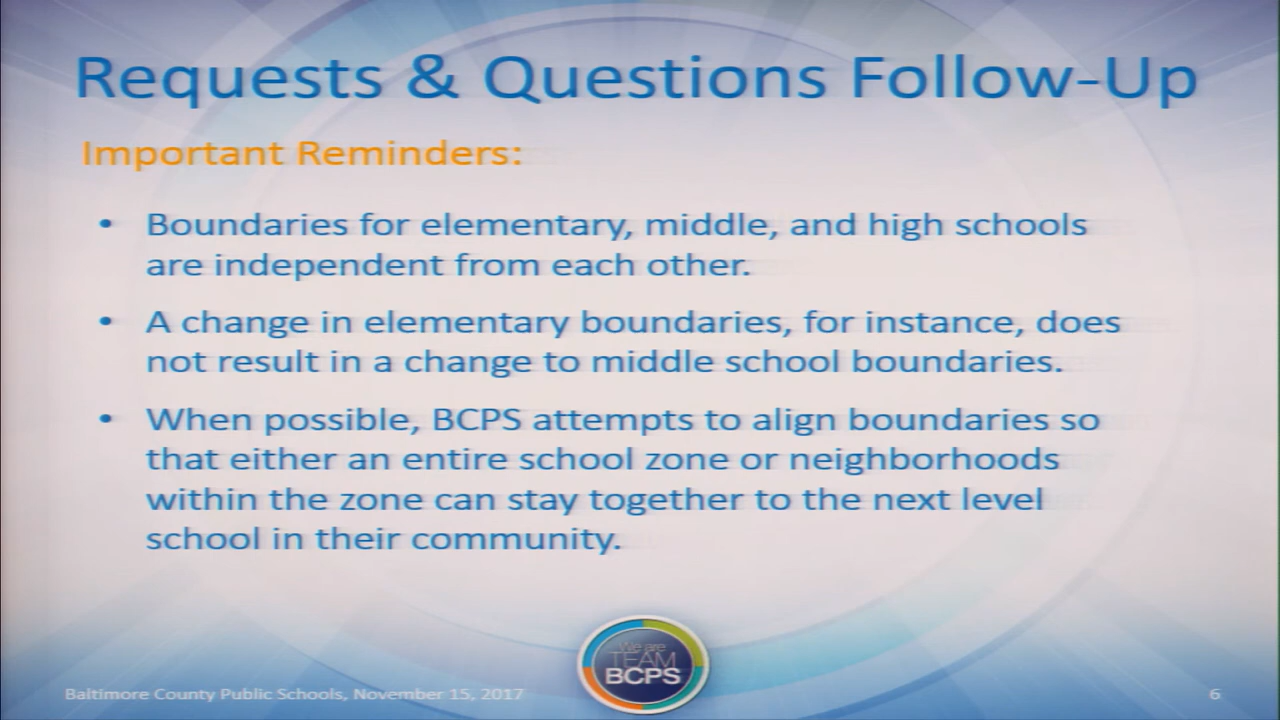 Requests & Questions Follow-Up
Important Reminders:
• Boundaries for elementary, middle, and high schools
are independent from each other.
• A change in elementary boundaries, for instance, does
not result in a change to middle school boundaries.
• When possible, BCPS attempts to align boundaries so
that either an entire school zone or neighborhoods
within the zone can stay together to the next level
school in their community.
We are
TEAM
BCPS
Baltimore County Public Schools, November 15, 2017
6